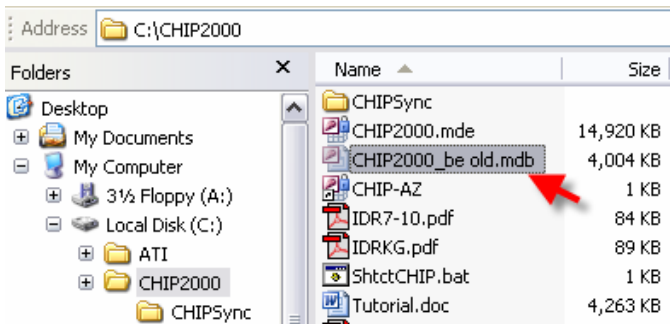 Address C:\CHIP2000
Folders x Name Size
Desktop
My Documents
My Computer
3½ Floppy (A:)
Local Disk (C:)
ATI
CHIP2000
CHIPSync
CHIPSync
CHIP2000.mde 14,920 KB
CHIP2000_be old.mdb 4,004 KB
CHIP-AZ 1 KB
IDR7-10.pdf 84 KB
IDRKG.pdf 89 KB
ShtctCHIP.bat 1 KB
Tutorial.doc 4,263 KB